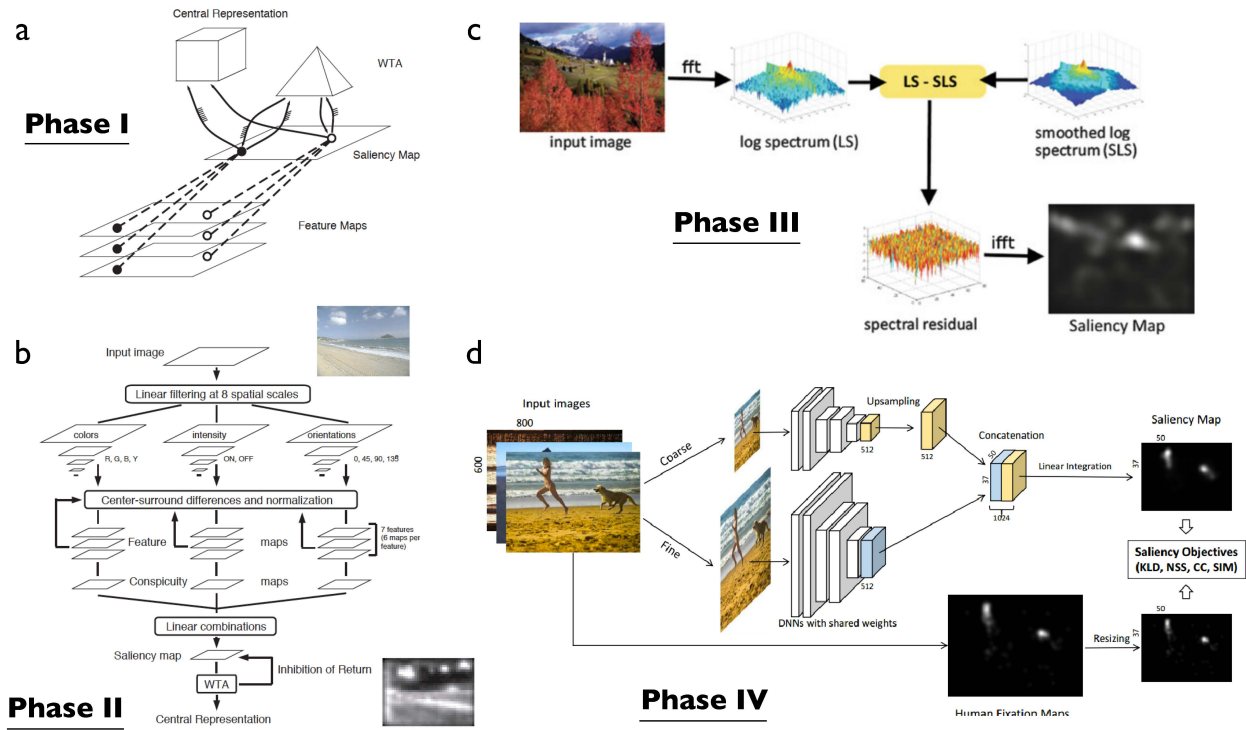 a
Central Representation
WTA
Phase I
Saliency Map
Feature Maps
b
Input image
Linear filtering at 8 spatial scales
colors
intensity
orientations
R, G, B, Y
ON, OFF
0, 45, 90, 135°
Center-surround differences and normalization
7 features
(6 maps per
feature)
Feature
maps
Conspicuity
maps
Linear combinations
Saliency map
Inhibition of Return
WTA
Phase II
Central Representation
c
fft
LS - SLS
input image
log spectrum (LS)
smoothed log
spectrum (SLS)
Phase III
ifft
spectral residual
Saliency Map
d
Input images
800
600
Coarse
Fine
Upsampling
512
512
Concatenation
50
37
1024
Linear Integration
Saliency Map
50
37
512
DNNs with shared weights
Saliency Objectives
(KLD, NSS, CC, SIM)
50
37
Resizing
Human Fixation Maps
Phase IV